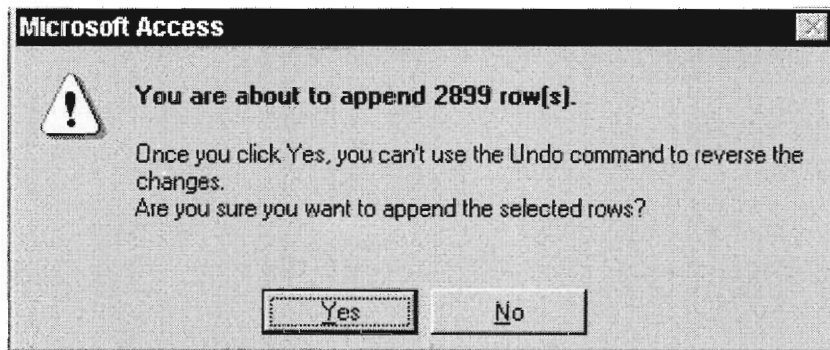 Microsoft Access
You are about to append 2899 row(s).
Once you click Yes, you can't use the Undo command to reverse the
changes.
Are you sure you want to append the selected rows?
Yes No